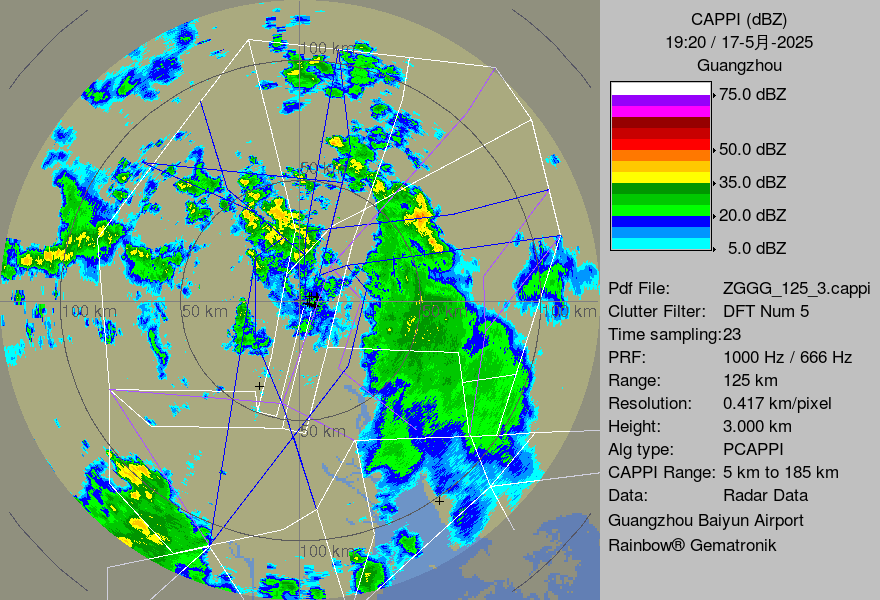 CAPPI (dBZ)
19:20 / 17-5月-2025
Guangzhou
75.0 dBZ
50.0 dBZ
35.0 dBZ
20.0 dBZ
5.0 dBZ
Pdf File: ZGGG_125_3.cappi
Clutter Filter: DFT Num 5
Time sampling:23
PRF: 1000 Hz / 666 Hz
Range: 125 km
Resolution: 0.417 km/pixel
Height: 3.000 km
Alg type: PCAPPI
CAPPI Range: 5 km to 185 km
Data: Radar Data
Guangzhou Baiyun Airport
Rainbow® Gematronik
100 km
50 km
100 km
50 km
50 km
100 km
50 km
100 km